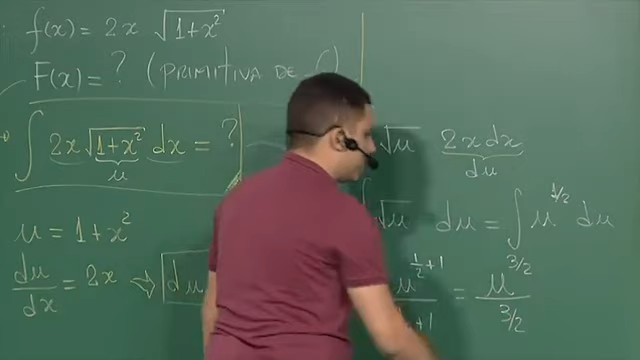 f(x) = 2x √(1+x²)
F(x) = ? (PRIMITIVA DE
∫ 2x √(1+x²) dx = ?
u
u = 1+x²
du/dx = 2x ⇒ du
√u 2x dx
du
√u du = ∫ u^(1/2) du
u^(1/2+1) / +1 = u^(3/2) / (3/2)